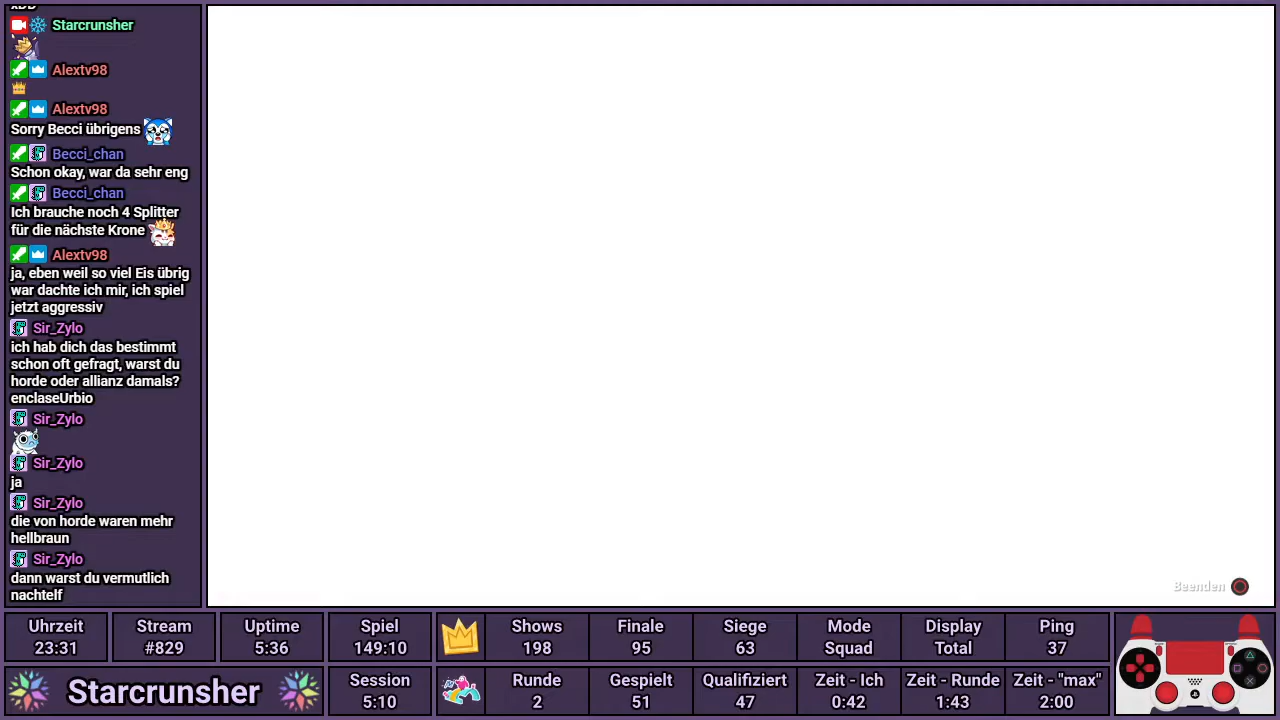 xDD
Starcrunsher
Alextv98
Alextv98
Sorry Becci übrigens
Becci_chan
Schon okay, war da sehr eng
Becci_chan
Ich brauche noch 4 Splitter
für die nächste Krone
Alextv98
ja, eben weil so viel Eis übrig
war dachte ich mir, ich spiel
jetzt aggressiv
Sir_Zylo
ich hab dich das bestimmt
schon oft gefragt, warst du
horde oder allianz damals?
enclaseUrbio
Sir_Zylo
Sir_Zylo
ja
Sir_Zylo
die von horde waren mehr
hellbraun
Sir_Zylo
dann warst du vermutlich
nachtelf
Beenden
Uhrzeit Stream Uptime Spiel Shows Finale Siege Mode Display Ping
23:31 #829 5:36 149:10 198 95 63 Squad Total 37
Starcrunsher
Session Runde Gespielt Qualifiziert Zeit - Ich Zeit - Runde Zeit - "max"
5:10 2 51 47 0:42 1:43 2:00